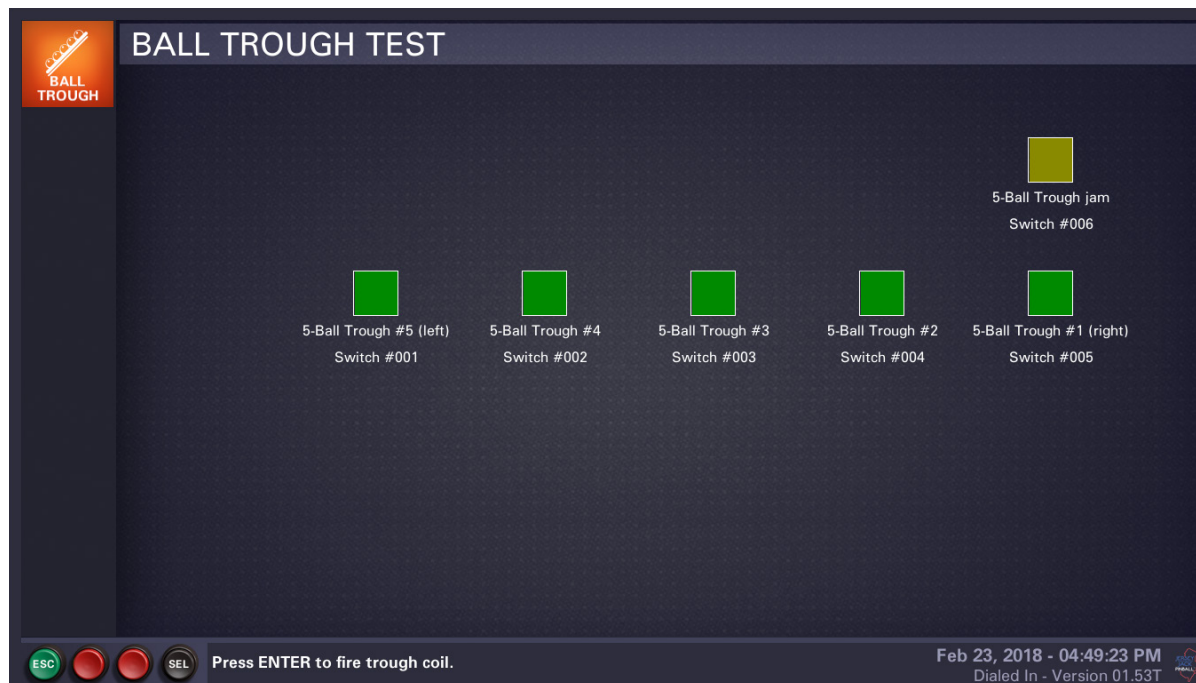 BALL TROUGH TEST
BALL
TROUGH
5-Ball Trough jam
Switch #006
5-Ball Trough #5 (left)
Switch #001
5-Ball Trough #4
Switch #002
5-Ball Trough #3
Switch #003
5-Ball Trough #2
Switch #004
5-Ball Trough #1 (right)
Switch #005
ESC
SEL
Press ENTER to fire trough coil.
Feb 23, 2018 - 04:49:23 PM
Dialed In - Version 01.53T